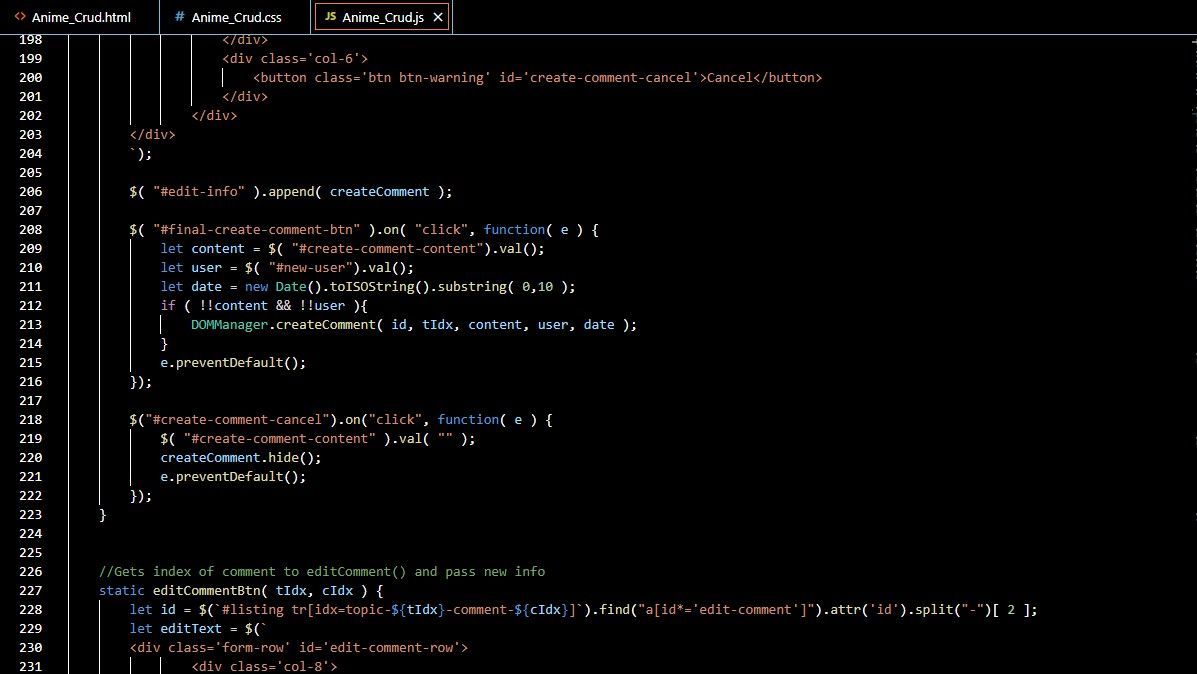 <> Anime_Crud.html # Anime_Crud.css JS Anime_Crud.js ×
198 </div>
199 <div class='col-6'>
200 <button class='btn btn-warning' id='create-comment-cancel'>Cancel</button>
201 </div>
202 </div>
203 </div>
204 `);
205
206 $( "#edit-info" ).append( createComment );
207
208 $( "#final-create-comment-btn" ).on( "click", function( e ) {
209 let content = $( "#create-comment-content").val();
210 let user = $( "#new-user").val();
211 let date = new Date().toISOString().substring( 0,10 );
212 if ( !!content && !!user ){
213 DOMManager.createComment( id, tIdx, content, user, date );
214 }
215 e.preventDefault();
216 });
217
218 $("#create-comment-cancel").on("click", function( e ) {
219 $( "#create-comment-content" ).val( "" );
220 createComment.hide();
221 e.preventDefault();
222 });
223 }
224
225
226 //Gets index of comment to editComment() and pass new info
227 static editCommentBtn( tIdx, cIdx ) {
228 let id = $(`#listing tr[idx=topic-${tIdx}-comment-${cIdx}]`).find("a[id*='edit-comment']").attr('id').split("-")[ 2 ];
229 let editText = $(`
230 <div class='form-row' id='edit-comment-row'>
231 <div class='col-8'>